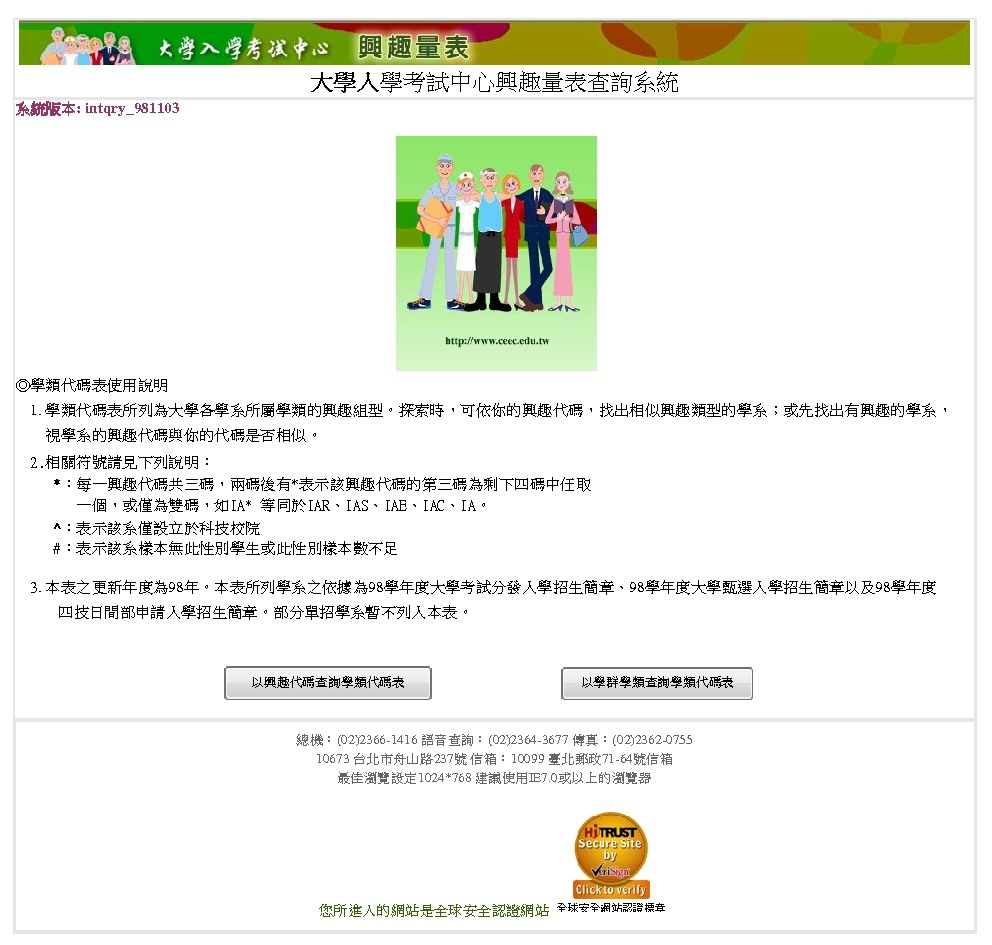 大學入學考試中心 興趣量表
大學入學考試中心興趣量表查詢系統
系統版本: intqry_981103
http://www.ceec.edu.tw
◎學類代碼表使用說明
1. 學類代碼表所列為大學各學系所屬學類的興趣組型。探索時，可依你的興趣代碼，找出相似興趣類型的學系；或先找出有興趣的學系，
視學系的興趣代碼與你的代碼是否相似。
2.相關符號請見下列說明：
*：每一興趣代碼共三碼，兩碼後有*表示該興趣代碼的第三碼為剩下四碼中任取
一個，或僅為雙碼，如IA* 等同於IAR、IAS、IAE、IAC、IA。
^：表示該系僅設立於科技校院
#：表示該系樣本無此性別學生或此性別樣本數不足
3. 本表之更新年度為98年。本表所列學系之依據為98學年度大學考試分發入學招生簡章、98學年度大學甄選入學招生簡章以及98學年度
四技日間部申請入學招生簡章。部分單招學系暫不列入本表。
以興趣代碼查詢學類代碼表 以學群學類查詢學類代碼表
總機：(02)2366-1416 語音查詢：(02)2364-3677 傳真：(02)2362-0755
10673 台北市舟山路237號 信箱：10099 臺北郵政71-64號信箱
最佳瀏覽設定1024*768 建議使用IE7.0或以上的瀏覽器
HiTRUST
Secure Site
by
VeriSign
Click to verify
您所進入的網站是全球安全認證網站 全球安全網站認證標章